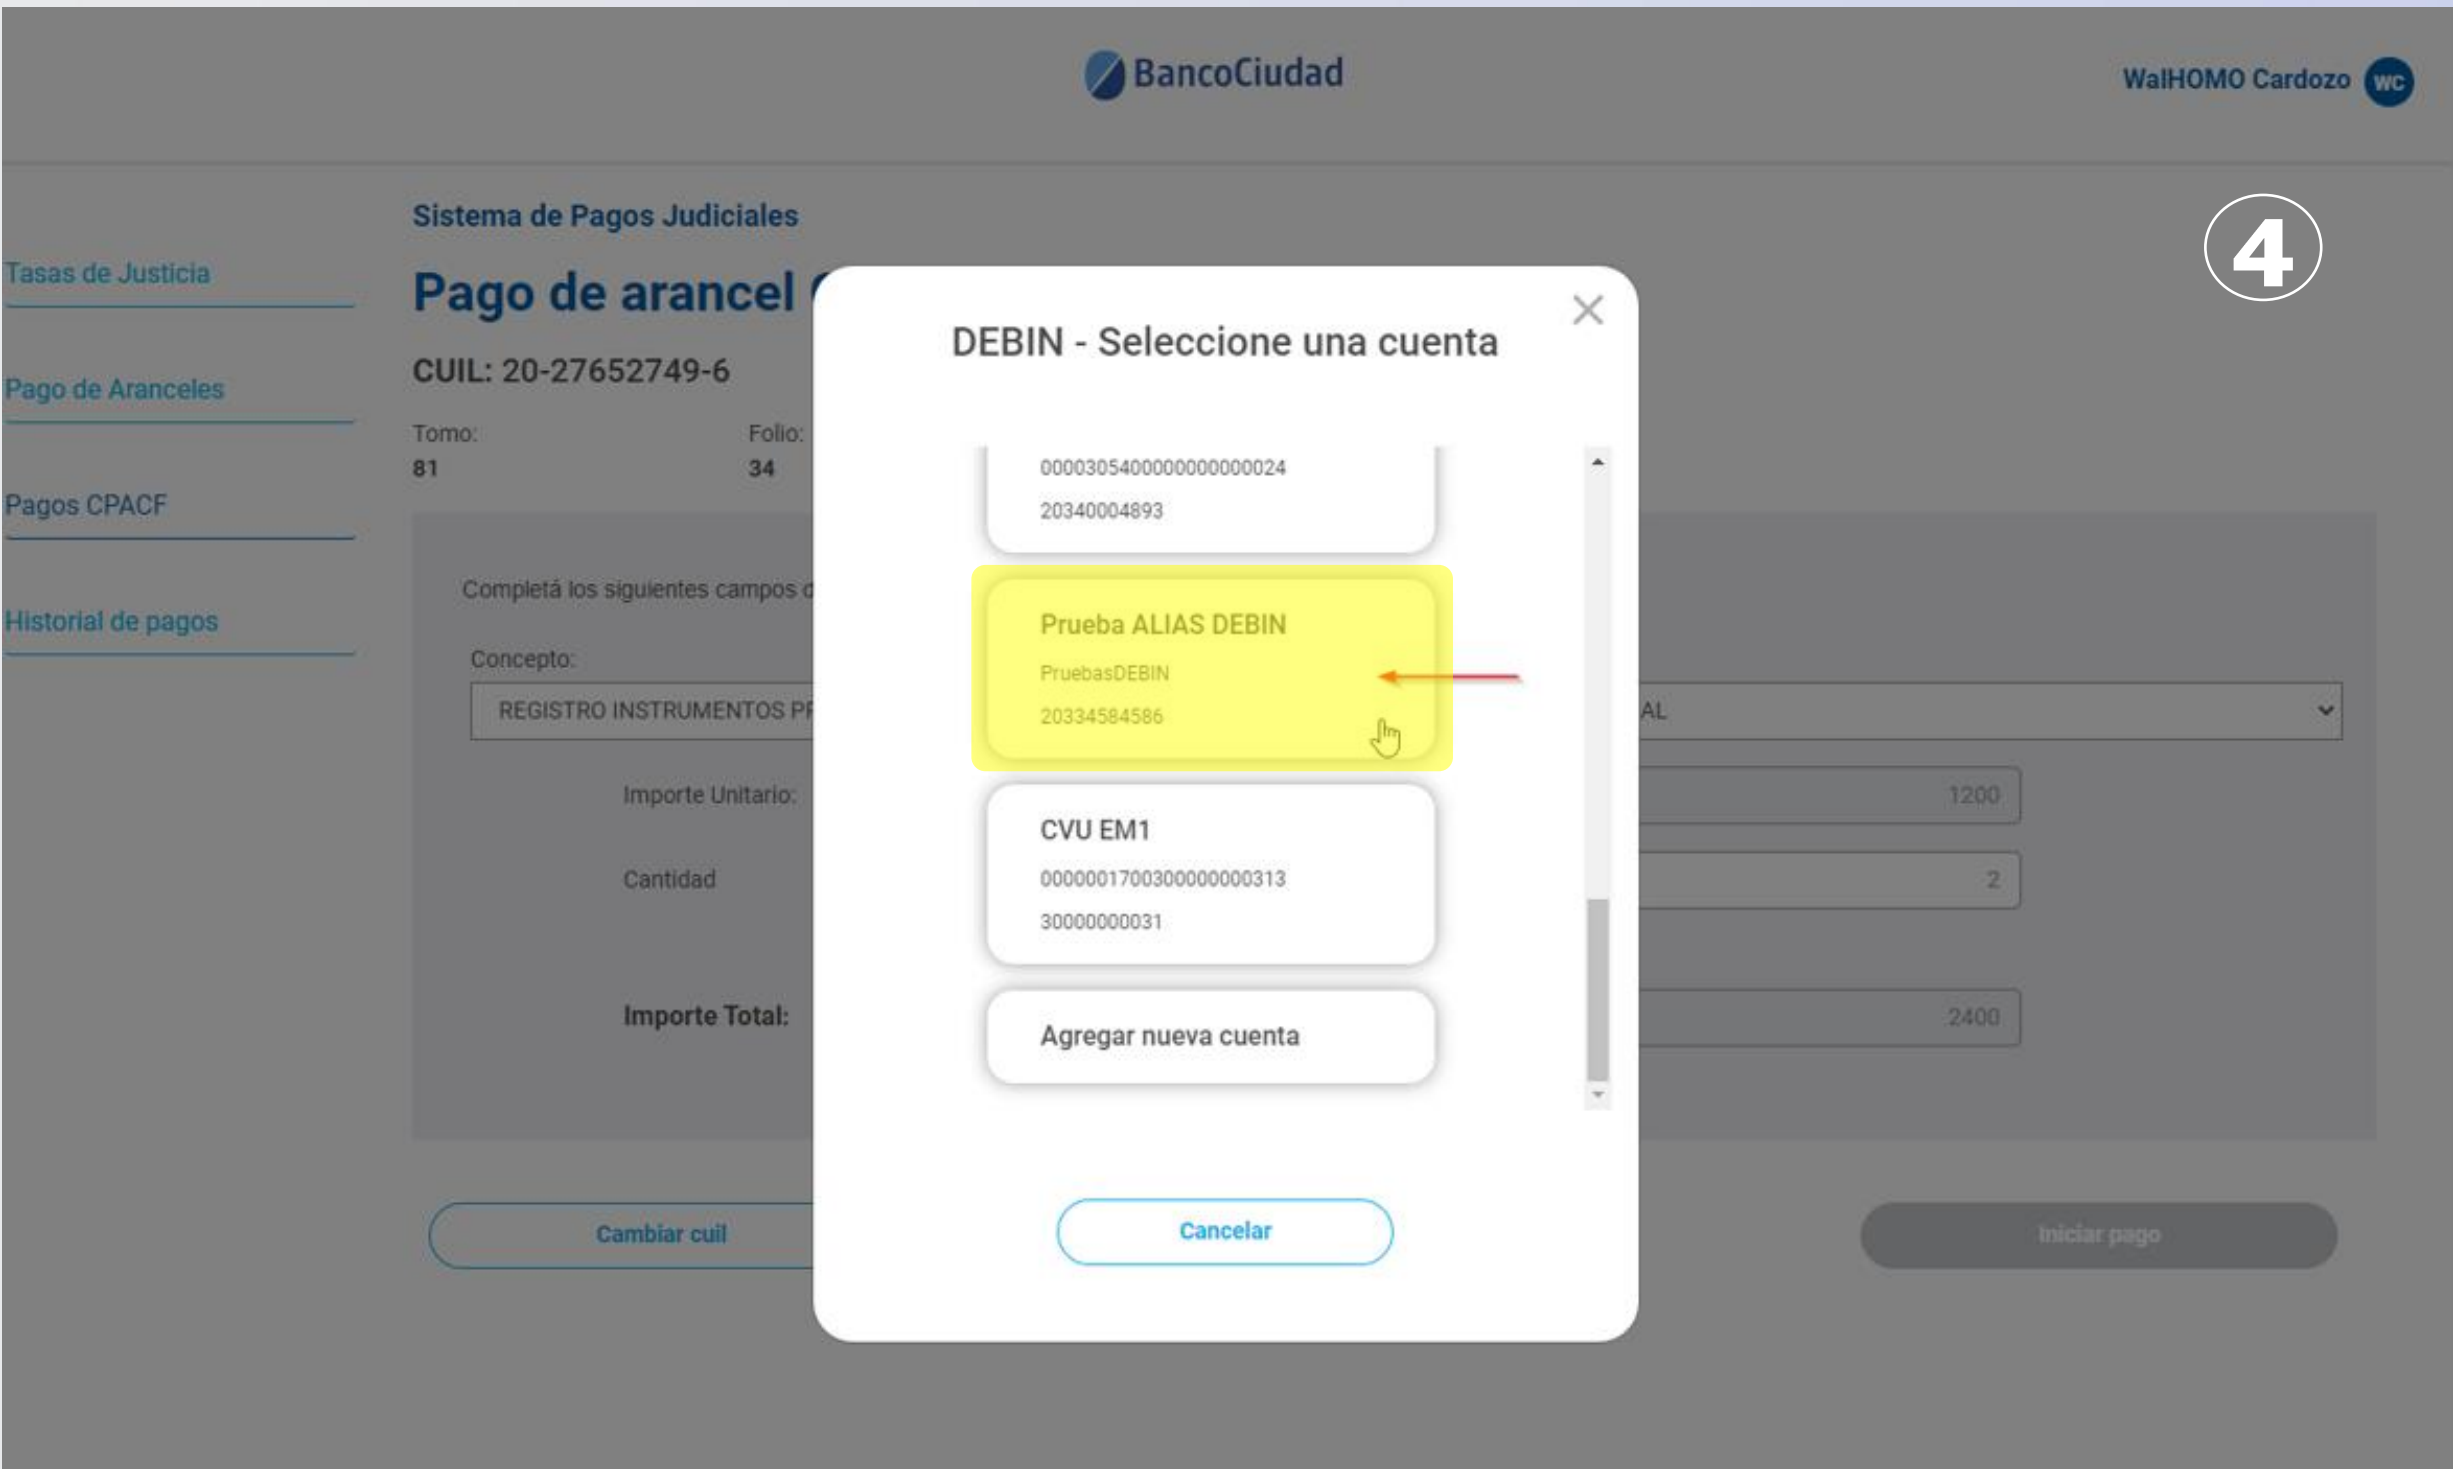 BancoCiudad
WalHOMO Cardozo WC
4
Sistema de Pagos Judiciales
Tasas de Justicia
Pago de Aranceles
Pagos CPACF
Historial de pagos
Pago de arancel
CUIL: 20-27652749-6
Tomo: Folio:
81 34
Completá los siguientes campos
Concepto:
REGISTRO INSTRUMENTOS
AL
Importe Unitario: 1200
Cantidad 2
Importe Total: 2400
Cambiar cuil
Iniciar pago
DEBIN - Seleccione una cuenta
0000305400000000000024
20340004893
Prueba ALIAS DEBIN
PruebasDEBIN
20334584586
CVU EM1
0000001700300000000313
30000000031
Agregar nueva cuenta
Cancelar